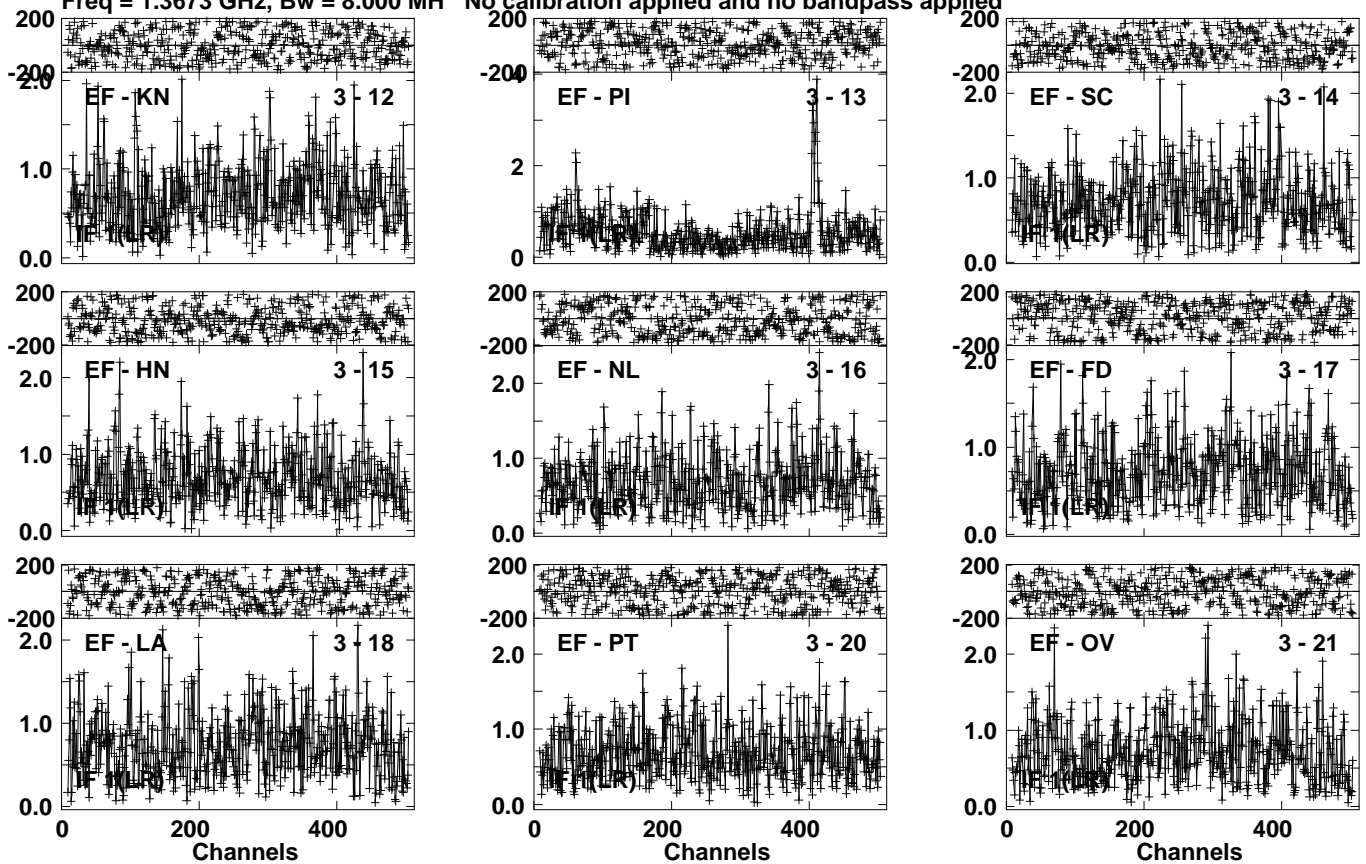 Freq = 1.3673 GHz, Bw = 8.000 MH No calibration applied and no bandpass applied
200
-200
2.0
1.0
0.0
EF - KN 3 - 12
IF 1(LR)
4
2
0
EF - PI 3 - 13
IF 1(LR)
200
-200
2.0
1.0
0.0
EF - SC 3 - 14
IF 1(LR)
200
-200
2.0
1.0
0.0
EF - HN 3 - 15
IF 1(LR)
200
-200
2.0
1.0
0.0
EF - NL 3 - 16
IF 1(LR)
200
-200
2.0
1.0
0.0
EF - FD 3 - 17
IF 1(LR)
200
-200
2.0
1.0
0.0
EF - LA 3 - 18
IF 1(LR)
0 200 400
Channels
200
-200
2.0
1.0
0.0
EF - PT 3 - 20
IF 1(LR)
0 200 400
Channels
200
-200
2.0
1.0
0.0
EF - OV 3 - 21
IF 1(LR)
0 200 400
Channels